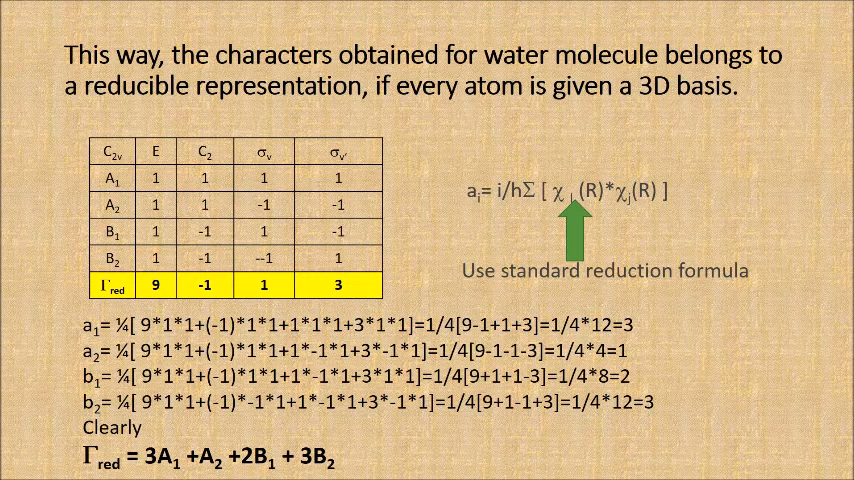 This way, the characters obtained for water molecule belongs to
a reducible representation, if every atom is given a 3D basis.
C2v E C2 σv σv'
A1 1 1 1 1
A2 1 1 -1 -1
B1 1 -1 1 -1
B2 1 -1 --1 1
Γred 9 -1 1 3
ai= i/hΣ [ χ i (R)*χj(R) ]
Use standard reduction formula
a1= ¼[ 9*1*1+(-1)*1*1+1*1*1+3*1*1]=1/4[9-1+1+3]=1/4*12=3
a2= ¼[ 9*1*1+(-1)*1*1+1*-1*1+3*-1*1]=1/4[9-1-1-3]=1/4*4=1
b1= ¼[ 9*1*1+(-1)*1*1+1*-1*1+3*1*1]=1/4[9+1+1-3]=1/4*8=2
b2= ¼[ 9*1*1+(-1)*-1*1+1*-1*1+3*-1*1]=1/4[9+1-1+3]=1/4*12=3
Clearly
Γred = 3A1 +A2 +2B1 + 3B2